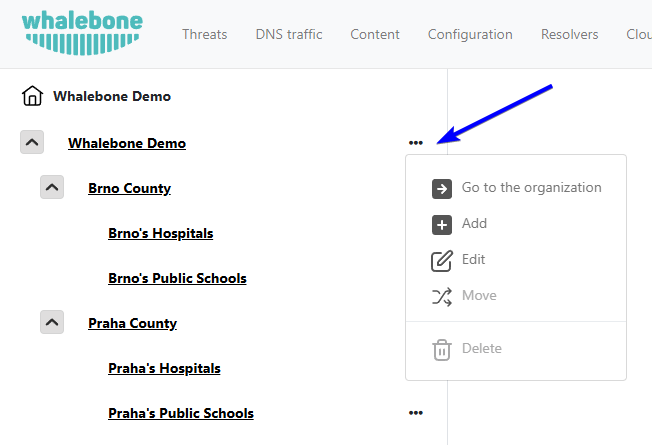 whalebone
Threats DNS traffic Content Configuration Resolvers Clou
Whalebone Demo
Whalebone Demo
Go to the organization
Brno County
Add
Brno's Hospitals
Edit
Brno's Public Schools
Move
Praha County
Delete
Praha's Hospitals
Praha's Public Schools